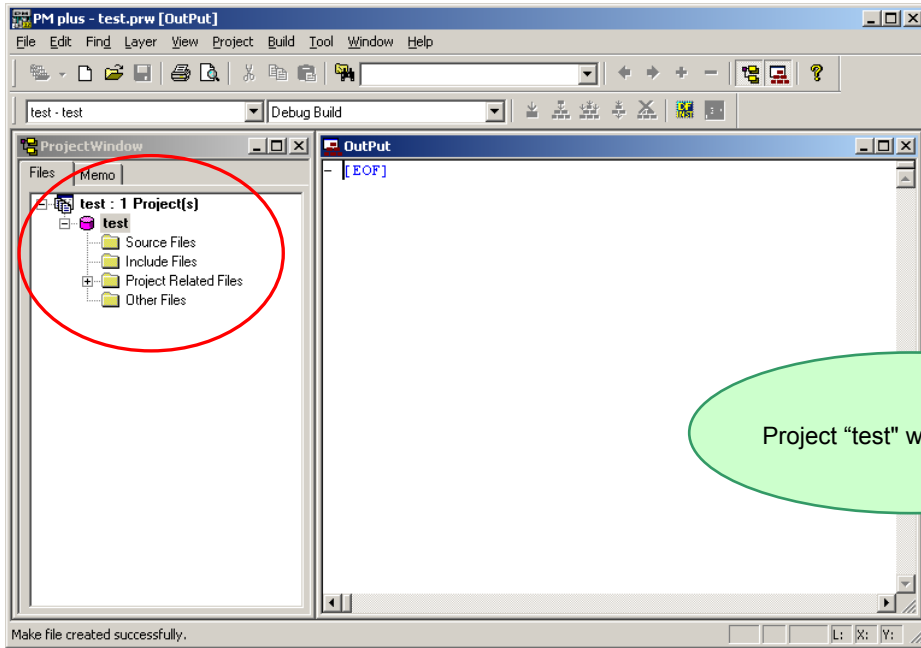 PM plus - test.prw [OutPut]
File Edit Find Layer View Project Build Tool Window Help
test - test
Debug Build
ProjectWindow
OutPut
Files Memo
[EOF]
test : 1 Project(s)
test
Source Files
Include Files
Project Related Files
Other Files
Project “test" w
Make file created successfully.
L: X: Y: